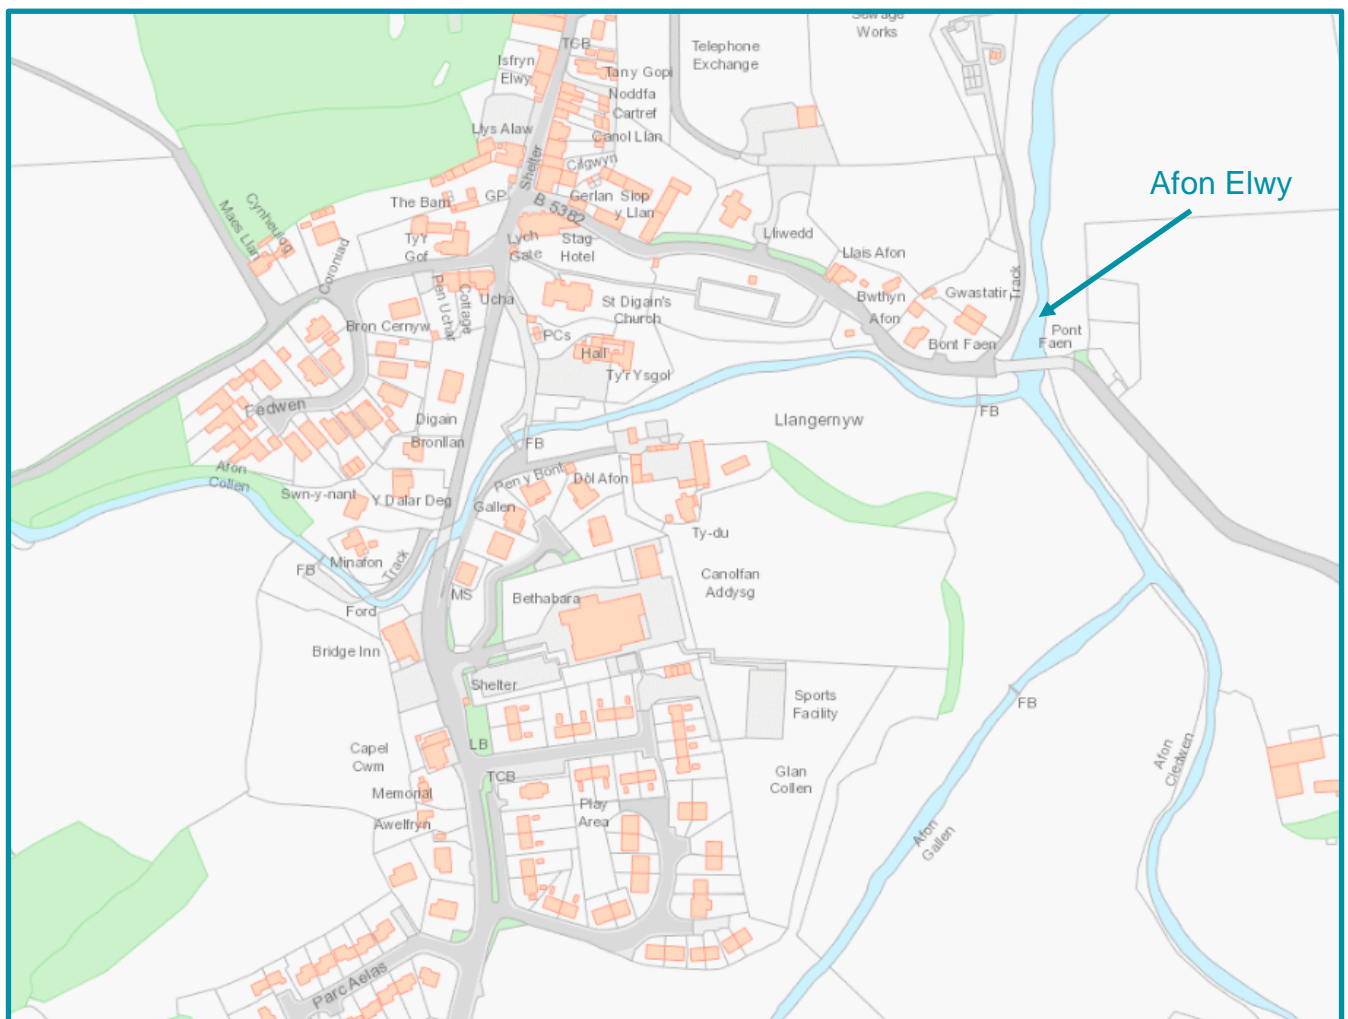 Sewage
Works
TCB
Telephone
Exchange
Isfryn
Elwy
Tan y Gopi
Noddfa
Cartref
Canol Llan
Llys Alaw
Shelter
Cilgwyn
Afon Elwy
The Barn
GP
Gerlan
Siop
y Llan
B 5382
Cynheulog
Maes Llan
Ty'r
Gof
Lych
Gate
Stag
Hotel
Lliwedd
Llais Afon
Coroniad
Pen Uchar
Cottage
Ucha
St Digain's
Church
Bwthyn
Afon
Gwastatir
Track
Bron Cernyw
PCs
Hall
Bont Faen
Pont
Faen
Ty'r Ysgol
Fedwen
Digain
Bronllan
FB
FB
Llangernyw
Afon
Collen
Swn-y-nant
Y Dalar Deg
Pen y Bont
Dôl Afon
Gallen
Ty-du
Minafon
Track
FB
Ford
MS
Bethabara
Canolfan
Addysg
Bridge Inn
Shelter
Sports
Facility
FB
Capel
Cwm
LB
TCB
Afon
Cledwen
Glan
Collen
Memorial
Awelfryn
Play
Area
Afon
Gallen
Parc Aelas